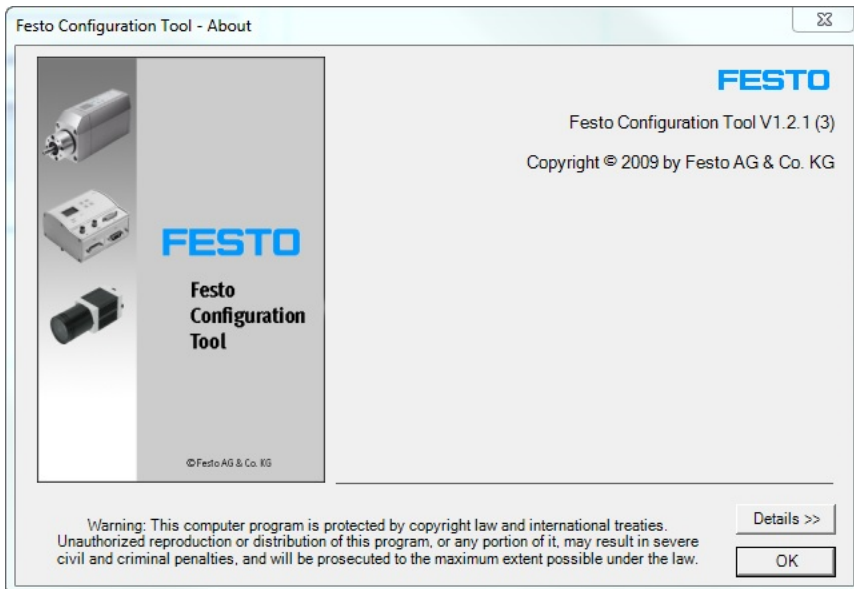 Festo Configuration Tool - About
FESTO
Festo Configuration Tool V1.2.1 (3)
Copyright © 2009 by Festo AG & Co. KG
FESTO
Festo
Configuration
Tool
© Festo AG & Co. KG
Details >>
Warning: This computer program is protected by copyright law and international treaties.
Unauthorized reproduction or distribution of this program, or any portion of it, may result in severe
civil and criminal penalties, and will be prosecuted to the maximum extent possible under the law.
OK